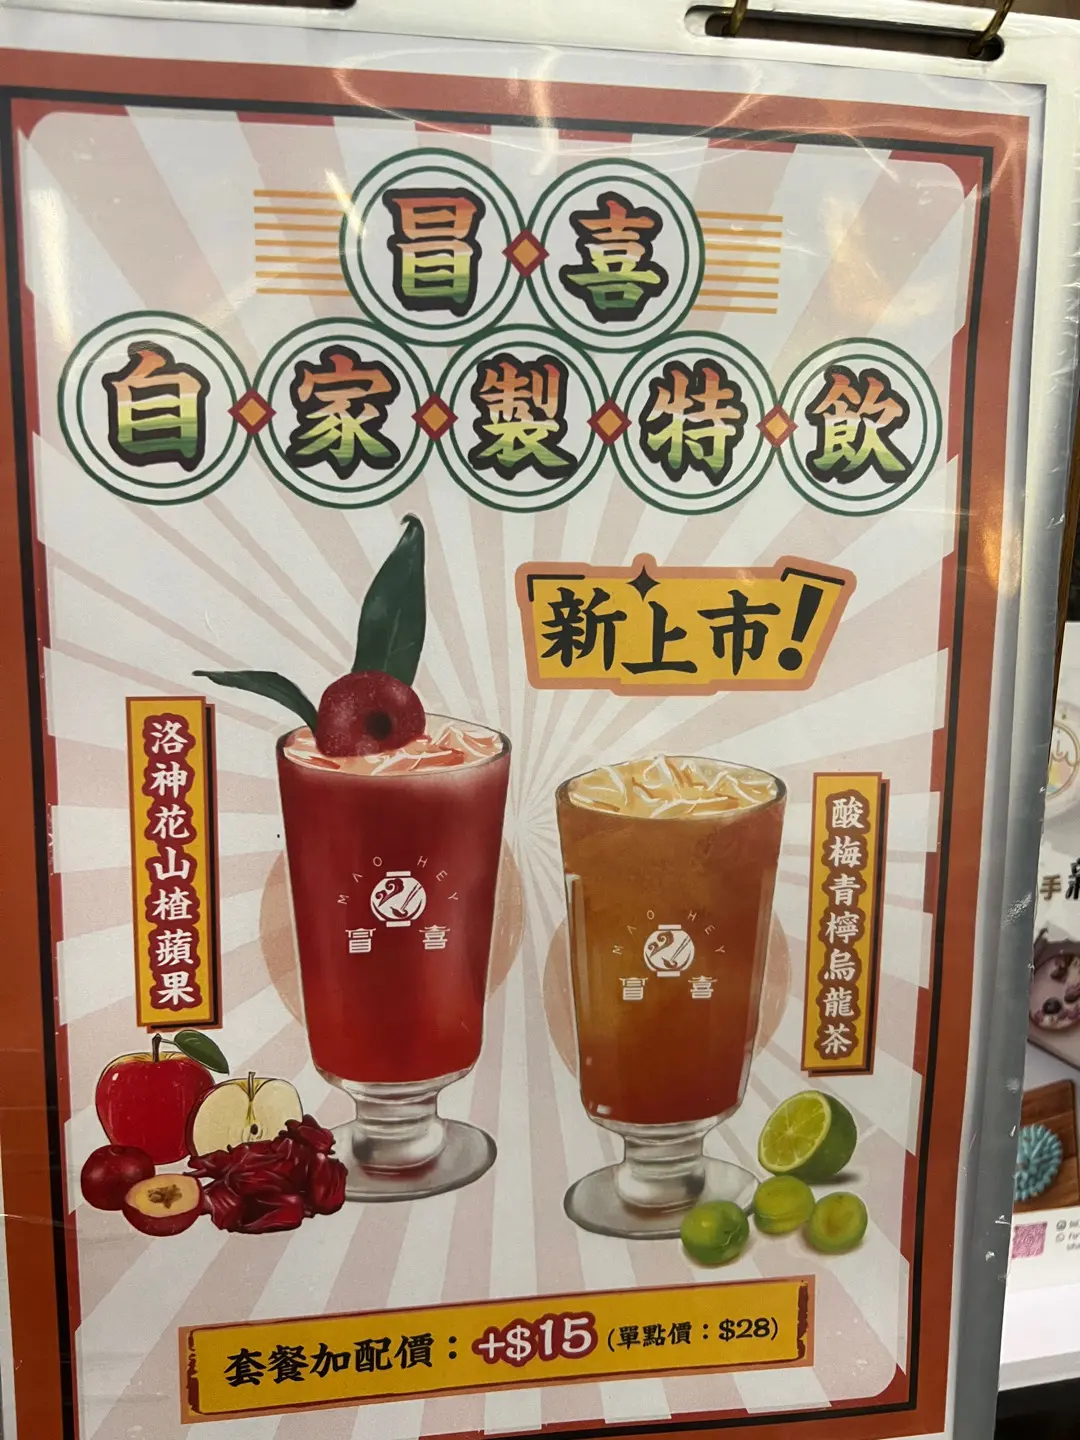 冒喜
自家製特飲
新上市!
洛神花山楂蘋果
MAO HEY
冒喜
MAO HEY
冒喜
酸梅青檸烏龍茶
套餐加配價：+$15 (單點價：$28)
手